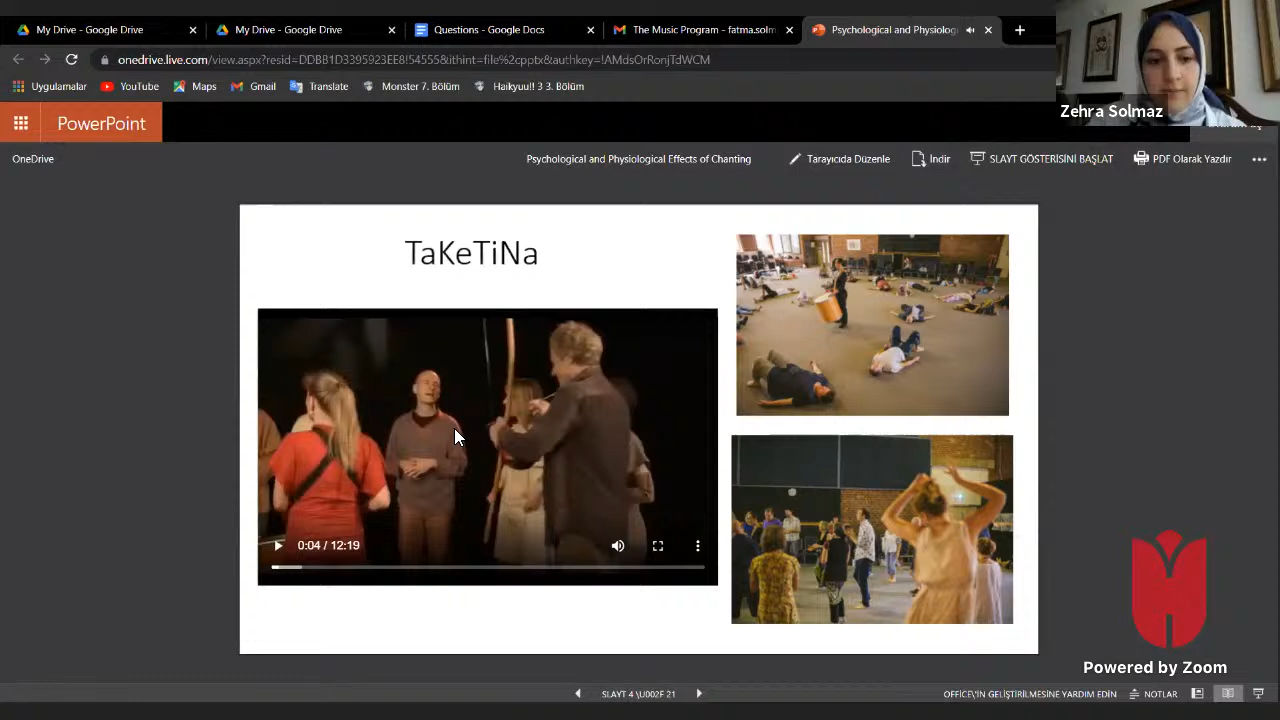 My Drive - Google Drive
My Drive - Google Drive
Questions - Google Docs
The Music Program - fatma.solm
Psychological and Physiolog
onedrive.live.com/view.aspx?resid=DDBB1D3395923EE8!54555&ithint=file%2cpptx&authkey=!AMdsOrRonjTdWCM
Uygulamalar
YouTube
Maps
Gmail
Translate
Monster 7. Bölüm
Haikyuu!! 3 3. Bölüm
Zehra Solmaz
PowerPoint
OneDrive
Psychological and Physiological Effects of Chanting
Tarayıcıda Düzenle
İndir
SLAYT GÖSTERİSİNİ BAŞLAT
PDF Olarak Yazdır
TaKeTiNa
0:04 / 12:19
Powered by Zoom
SLAYT 4 \U002F 21
OFFICE\'İN GELİŞTİRİLMESİNE YARDIM EDİN
NOTLAR